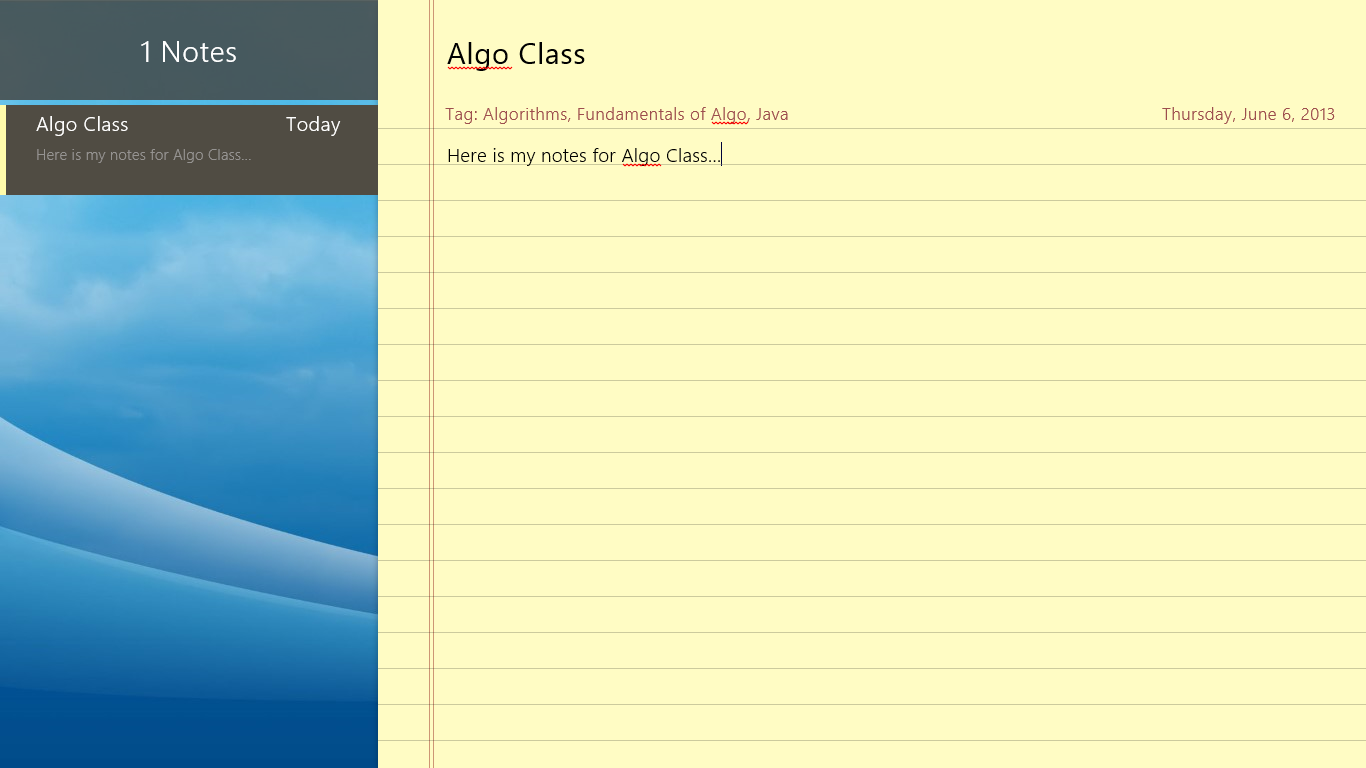 1 Notes
Algo Class Today
Here is my notes for Algo Class...
Algo Class
Tag: Algorithms, Fundamentals of Algo, Java Thursday, June 6, 2013
Here is my notes for Algo Class...